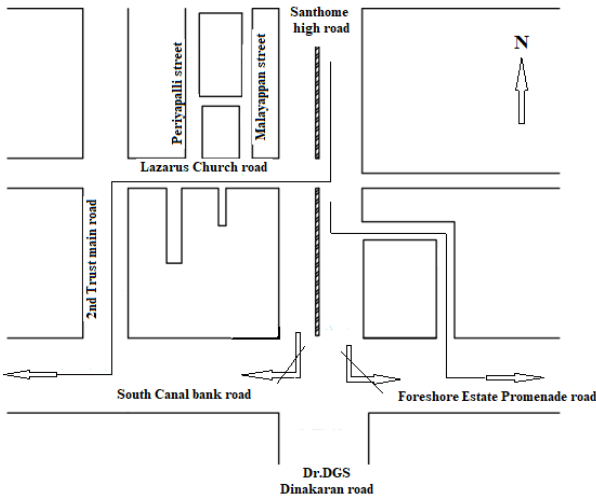 Santhome
high road
N
Periyapalli street
Malayappan street
Lazarus Church road
2nd Trust main road
South Canal bank road
Foreshore Estate Promenade road
Dr.DGS
Dinakaran road